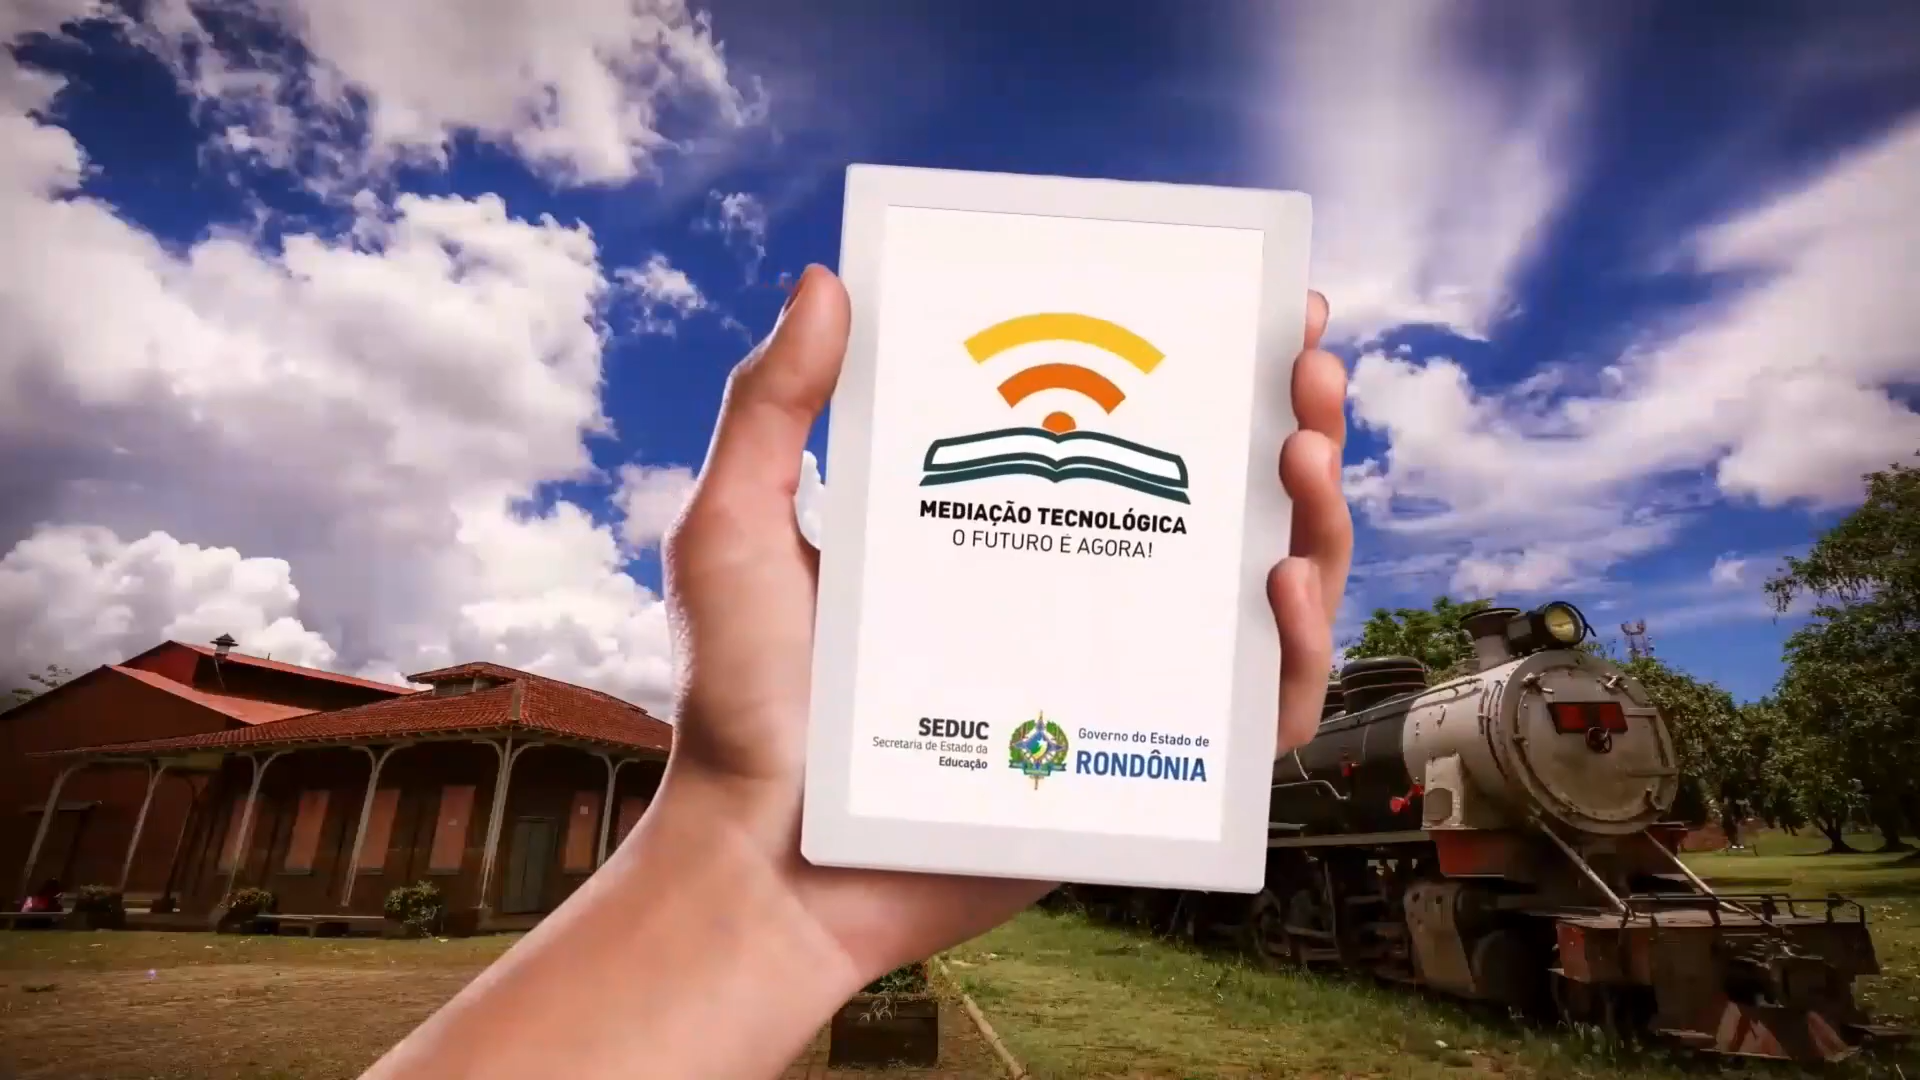 MEDIAÇÃO TECNOLÓGICA
O FUTURO É AGORA!
SEDUC
Secretaria de Estado da
Educação
Governo do Estado de
RONDÔNIA